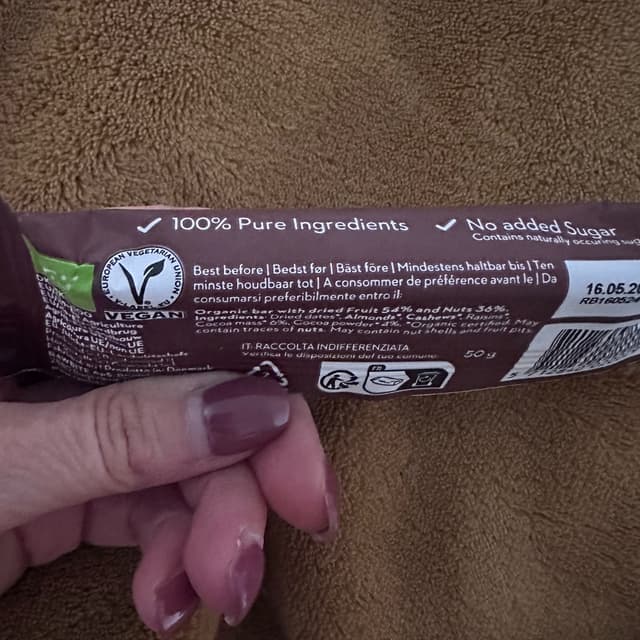 ✓ 100% Pure Ingredients
✓ No added Sugar
Contains naturally occuring
EUROPEAN VEGETARIAN UNION
VEGAN
Best before | Bedst før | Bäst före | Mindestens haltbar bis | Ten
minste houdbaar tot | A consommer de préférence avant le | Da
consumarsi preferibilmente entro il:
16.05.20
Organic bar with dried Fruit 54% and Nuts 36%.
Ingredients: Dried dates*, Almonds*, Cashews*, Raisins*,
Cocoa mass* 6%, Cocoa powder* 4%. *Organic certified. May
contain traces of nuts. May contain nut shells and fruit pits.
IT: RACCOLTA INDIFFERENZIATA
Verifica le disposizioni del tuo comune.
50 g
FR